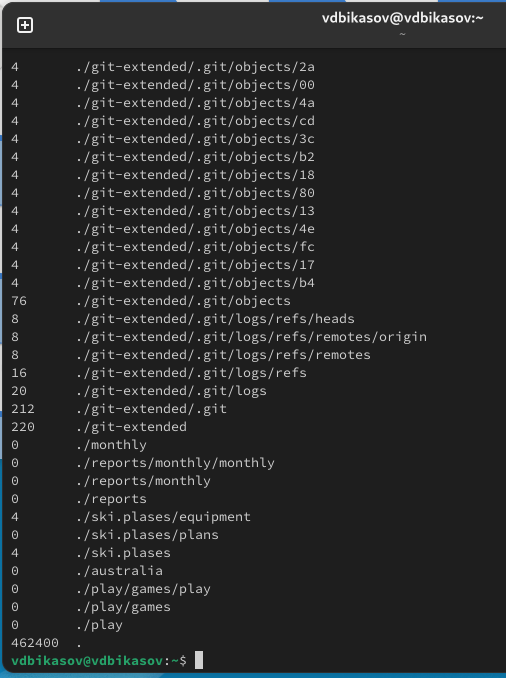 vdbikasov@vdbikasov:~
~
4 ./git-extended/.git/objects/2a
4 ./git-extended/.git/objects/00
4 ./git-extended/.git/objects/4a
4 ./git-extended/.git/objects/cd
4 ./git-extended/.git/objects/3c
4 ./git-extended/.git/objects/b2
4 ./git-extended/.git/objects/18
4 ./git-extended/.git/objects/80
4 ./git-extended/.git/objects/13
4 ./git-extended/.git/objects/4e
4 ./git-extended/.git/objects/fc
4 ./git-extended/.git/objects/17
4 ./git-extended/.git/objects/b4
76 ./git-extended/.git/objects
8 ./git-extended/.git/logs/refs/heads
8 ./git-extended/.git/logs/refs/remotes/origin
8 ./git-extended/.git/logs/refs/remotes
16 ./git-extended/.git/logs/refs
20 ./git-extended/.git/logs
212 ./git-extended/.git
220 ./git-extended
0 ./monthly
0 ./reports/monthly/monthly
0 ./reports/monthly
0 ./reports
4 ./ski.plases/equipment
0 ./ski.plases/plans
4 ./ski.plases
0 ./australia
0 ./play/games/play
0 ./play/games
0 ./play
462400 .
vdbikasov@vdbikasov:~$